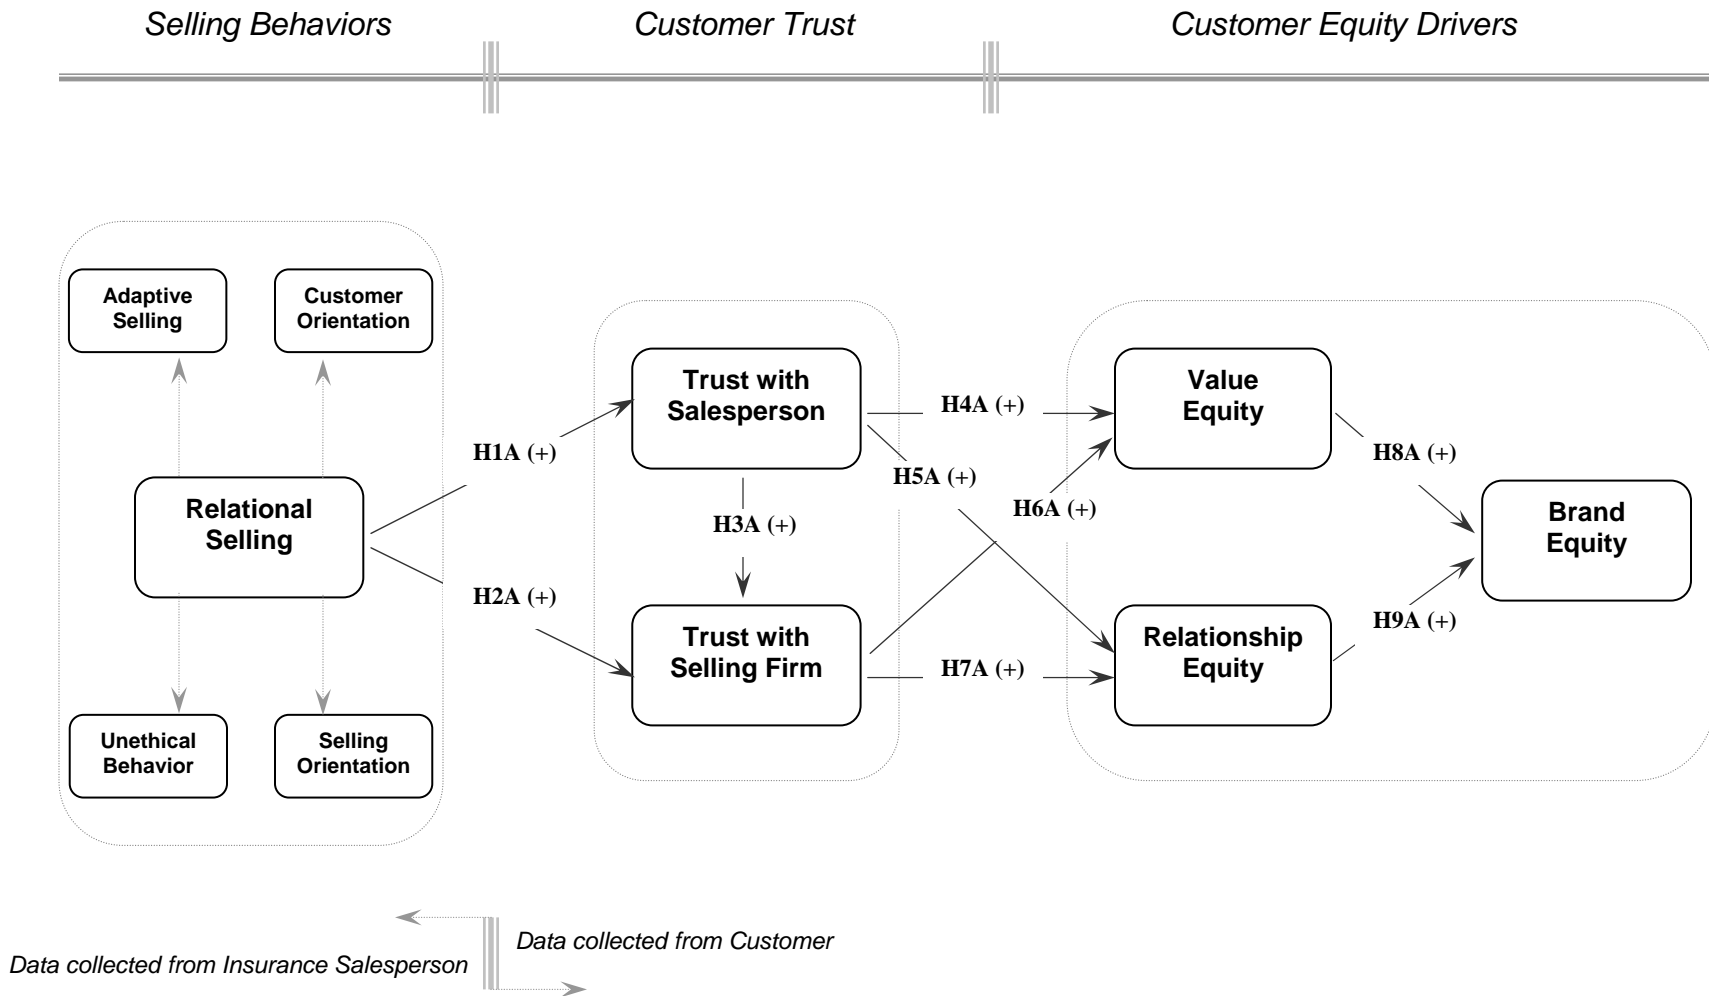 Selling Behaviors
Customer Trust
Customer Equity Drivers
Adaptive
Selling
Customer
Orientation
Relational
Selling
Unethical
Behavior
Selling
Orientation
H1A (+)
H2A (+)
Trust with
Salesperson
H3A (+)
Trust with
Selling Firm
H4A (+)
H5A (+)
H6A (+)
H7A (+)
Value
Equity
Relationship
Equity
H8A (+)
H9A (+)
Brand
Equity
Data collected from Customer
Data collected from Insurance Salesperson